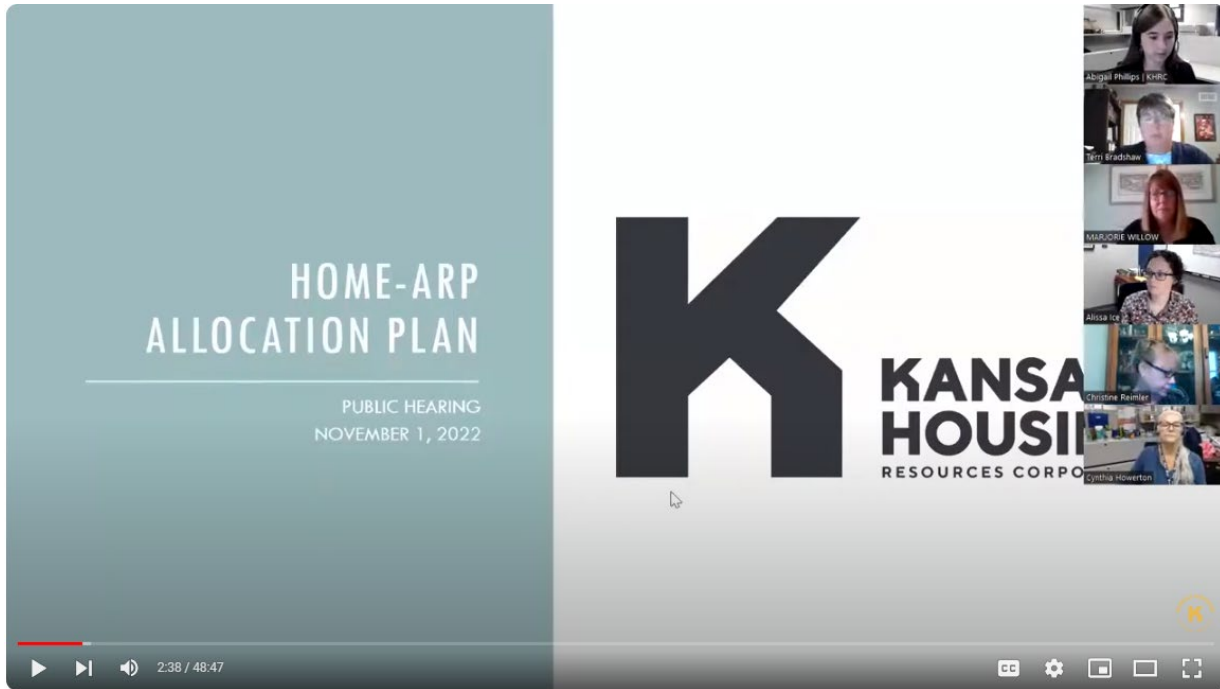 HOME-ARP
ALLOCATION PLAN
PUBLIC HEARING
NOVEMBER 1, 2022
K
KANSA
HOUSI
RESOURCES CORPO
Abigail Phillips | KHRC
Terri Bradshaw
MARJORIE WILLOW
Alissa Ice
Christine Reimler
Cynthia Howerton
K
2:38 / 48:47
CC